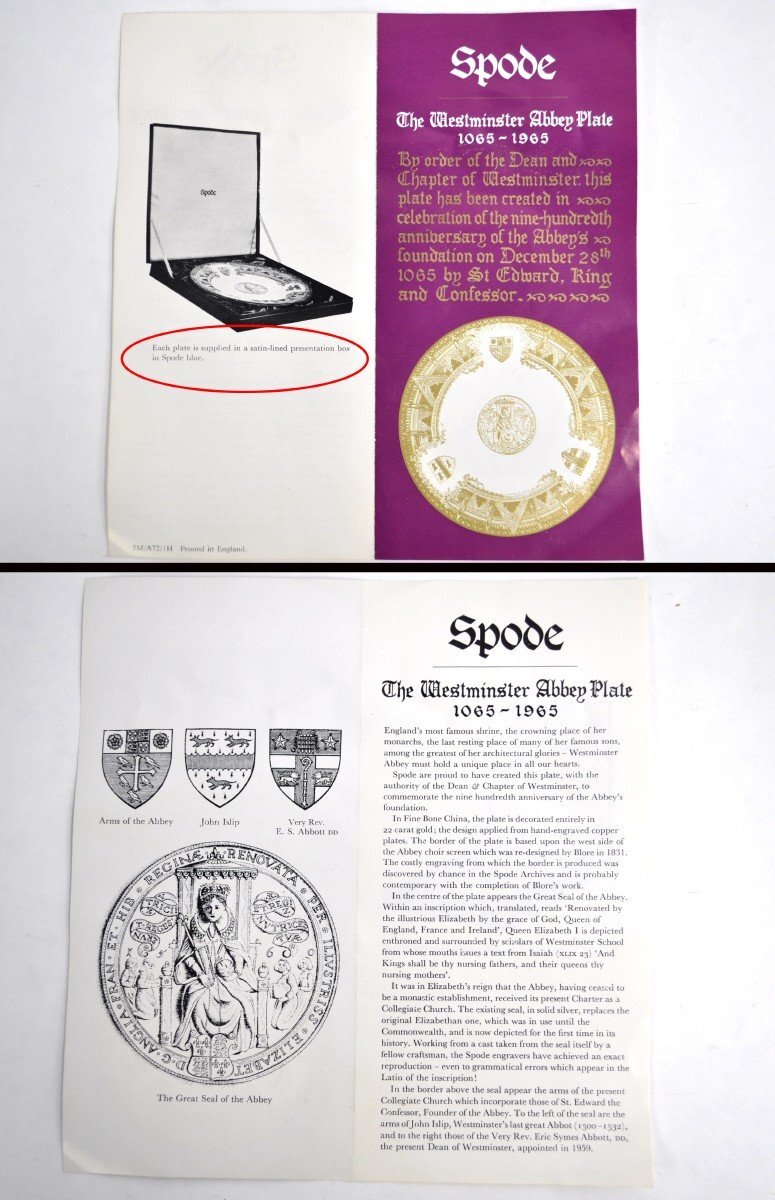 Spode
Each plate is supplied in a satin-lined presentation box
in Spode blue.
5M/A72/1H Printed in England.
Spode
The Westminster Abbey Plate
1065-1965
By order of the Dean and
Chapter of Westminster, this
plate has been created in
celebration of the nine-hundredth
anniversary of the Abbey's
foundation on December 28th
1065 by St Edward, King
and Confessor.
Arms of the Abbey
John Islip
Very Rev.
E. S. Abbott DD
REGINÆ RENOVATA PER ILLVSTRISS ELIZABET D·G·ANGLIÆ FRAN· ET HIB
The Great Seal of the Abbey
Spode
The Westminster Abbey Plate
1065-1965
England's most famous shrine, the crowning place of her
monarchs, the last resting place of many of her famous sons,
among the greatest of her architectural glories – Westminster
Abbey must hold a unique place in all our hearts.
Spode are proud to have created this plate, with the
authority of the Dean & Chapter of Westminster, to
commemorate the nine hundredth anniversary of the Abbey's
foundation.
In Fine Bone China, the plate is decorated entirely in
22 carat gold; the design applied from hand-engraved copper
plates. The border of the plate is based upon the west side of
the Abbey choir screen which was re-designed by Blore in 1831.
The costly engraving from which the border is produced was
discovered by chance in the Spode Archives and is probably
contemporary with the completion of Blore's work.
In the centre of the plate appears the Great Seal of the Abbey.
Within an inscription which, translated, reads 'Renovated by
the illustrious Elizabeth by the grace of God, Queen of
England, France and Ireland', Queen Elizabeth I is depicted
enthroned and surrounded by scholars of Westminster School
from whose mouths issues a text from Isaiah (XLIX 23) 'And
Kings shall be thy nursing fathers, and their queens thy
nursing mothers'.
It was in Elizabeth's reign that the Abbey, having ceased to
be a monastic establishment, received its present Charter as a
Collegiate Church. The existing seal, in solid silver, replaces the
original Elizabethan one, which was in use until the
Commonwealth, and is now depicted for the first time in its
history. Working from a cast taken from the seal itself by a
fellow craftsman, the Spode engravers have achieved an exact
reproduction – even to grammatical errors which appear in the
Latin of the inscription!
In the border above the seal appear the arms of the present
Collegiate Church which incorporate those of St. Edward the
Confessor, Founder of the Abbey. To the left of the seal are the
arms of John Islip, Westminster's last great Abbot (1500–1532),
and to the right those of the Very Rev. Eric Symes Abbott, DD,
the present Dean of Westminster, appointed in 1959.